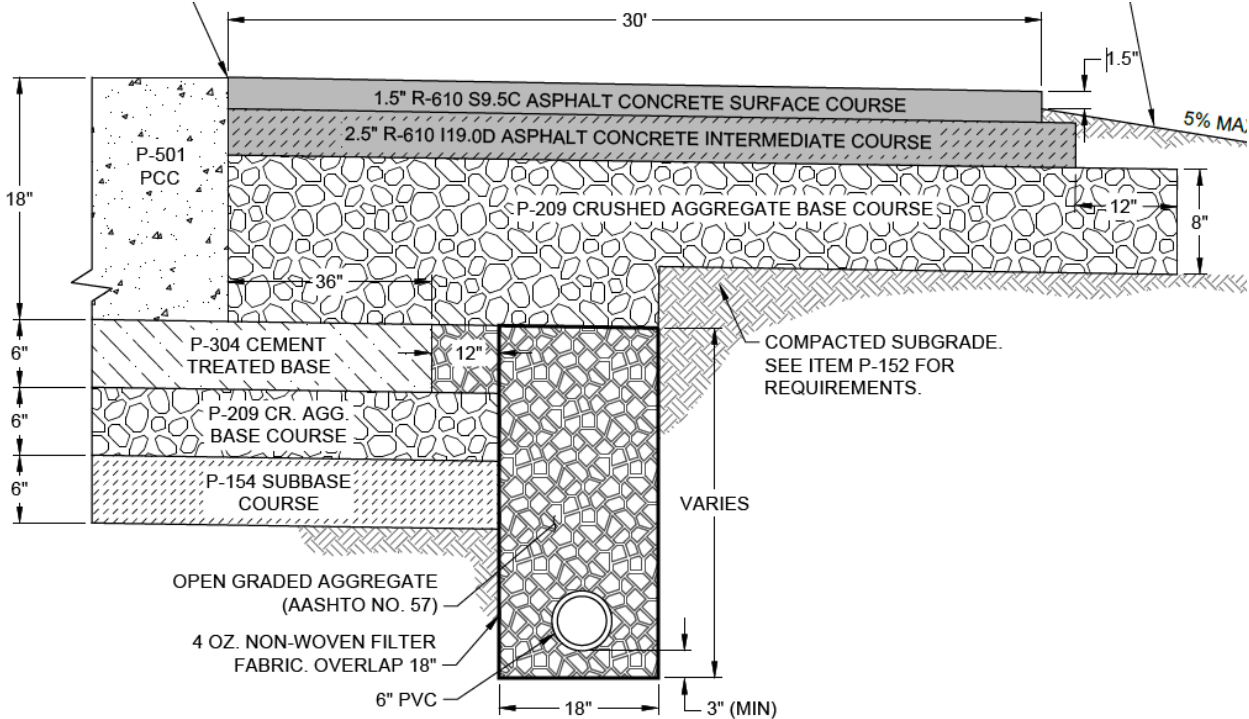 30'
1.5"
1.5" R-610 S9.5C ASPHALT CONCRETE SURFACE COURSE
5% MAX
2.5" R-610 I19.0D ASPHALT CONCRETE INTERMEDIATE COURSE
P-501
PCC
18"
P-209 CRUSHED AGGREGATE BASE COURSE
12"
8"
36"
COMPACTED SUBGRADE.
SEE ITEM P-152 FOR
REQUIREMENTS.
6"
P-304 CEMENT
TREATED BASE
12"
6"
P-209 CR. AGG.
BASE COURSE
6"
P-154 SUBBASE
COURSE
VARIES
OPEN GRADED AGGREGATE
(AASHTO NO. 57)
4 OZ. NON-WOVEN FILTER
FABRIC. OVERLAP 18"
6" PVC
18"
3" (MIN)